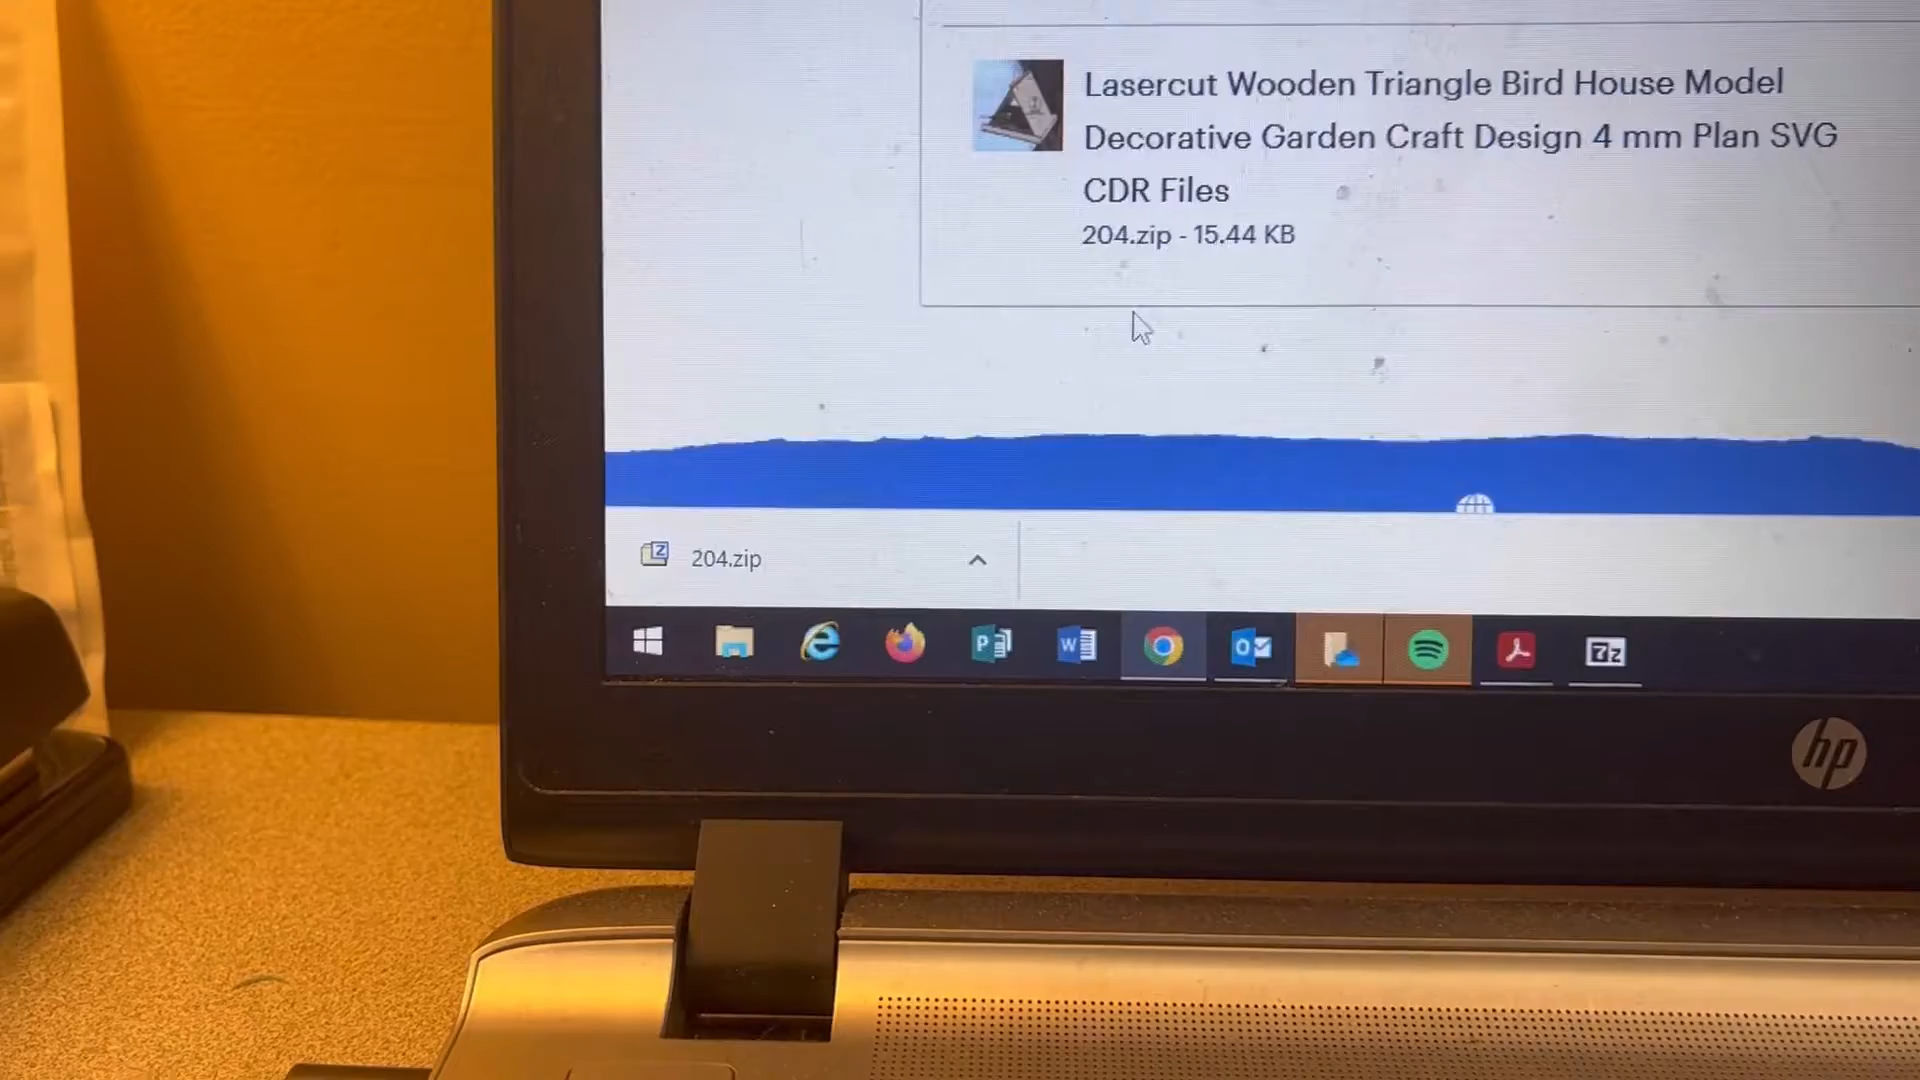 Lasercut Wooden Triangle Bird House Model
Decorative Garden Craft Design 4 mm Plan SVG
CDR Files
204.zip - 15.44 KB
204.zip
P
W
O
7z
hp